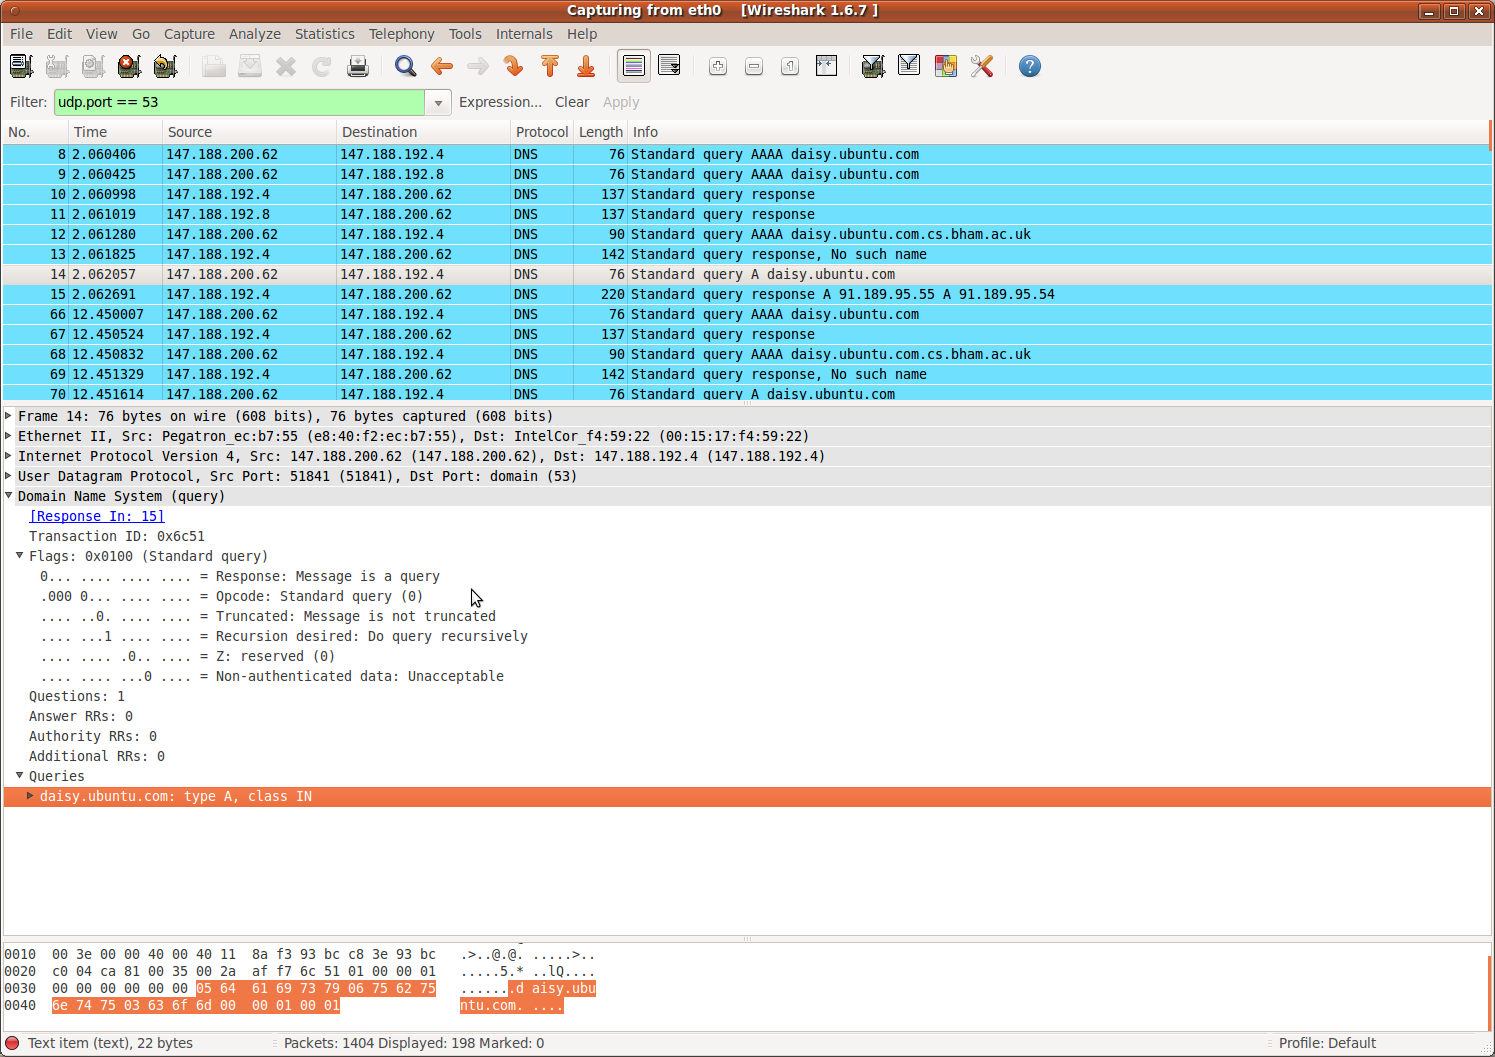 Capturing from eth0    [Wireshark 1.6.7 ]
File Edit View Go Capture Analyze Statistics Telephony Tools Internals Help
Filter: udp.port == 53 Expression... Clear Apply
No. Time Source Destination Protocol Length Info
8 2.060406 147.188.200.62 147.188.192.4 DNS 76 Standard query AAAA daisy.ubuntu.com
9 2.060425 147.188.200.62 147.188.192.8 DNS 76 Standard query AAAA daisy.ubuntu.com
10 2.060998 147.188.192.4 147.188.200.62 DNS 137 Standard query response
11 2.061019 147.188.192.8 147.188.200.62 DNS 137 Standard query response
12 2.061280 147.188.200.62 147.188.192.4 DNS 90 Standard query AAAA daisy.ubuntu.com.cs.bham.ac.uk
13 2.061825 147.188.192.4 147.188.200.62 DNS 142 Standard query response, No such name
14 2.062057 147.188.200.62 147.188.192.4 DNS 76 Standard query A daisy.ubuntu.com
15 2.062691 147.188.192.4 147.188.200.62 DNS 220 Standard query response A 91.189.95.55 A 91.189.95.54
66 12.450007 147.188.200.62 147.188.192.4 DNS 76 Standard query AAAA daisy.ubuntu.com
67 12.450524 147.188.192.4 147.188.200.62 DNS 137 Standard query response
68 12.450832 147.188.200.62 147.188.192.4 DNS 90 Standard query AAAA daisy.ubuntu.com.cs.bham.ac.uk
69 12.451329 147.188.192.4 147.188.200.62 DNS 142 Standard query response, No such name
70 12.451614 147.188.200.62 147.188.192.4 DNS 76 Standard query A daisy.ubuntu.com
Frame 14: 76 bytes on wire (608 bits), 76 bytes captured (608 bits)
Ethernet II, Src: Pegatron_ec:b7:55 (e8:40:f2:ec:b7:55), Dst: IntelCor_f4:59:22 (00:15:17:f4:59:22)
Internet Protocol Version 4, Src: 147.188.200.62 (147.188.200.62), Dst: 147.188.192.4 (147.188.192.4)
User Datagram Protocol, Src Port: 51841 (51841), Dst Port: domain (53)
Domain Name System (query)
[Response In: 15]
Transaction ID: 0x6c51
Flags: 0x0100 (Standard query)
0... .... .... .... = Response: Message is a query
.000 0... .... .... = Opcode: Standard query (0)
.... ..0. .... .... = Truncated: Message is not truncated
.... ...1 .... .... = Recursion desired: Do query recursively
.... .... .0.. .... = Z: reserved (0)
.... .... ...0 .... = Non-authenticated data: Unacceptable
Questions: 1
Answer RRs: 0
Authority RRs: 0
Additional RRs: 0
Queries
daisy.ubuntu.com: type A, class IN
0010  00 3e 00 00 40 00 40 11  8a f3 93 bc c8 3e 93 bc   .>..@.@. .....>..
0020  c0 04 ca 81 00 35 00 2a  af f7 6c 51 01 00 00 01   .....5.* ..lQ....
0030  00 00 00 00 00 00 05 64  61 69 73 79 06 75 62 75   .......d aisy.ubu
0040  6e 74 75 03 63 6f 6d 00  00 01 00 01   ntu.com. ....
Text item (text), 22 bytes Packets: 1404 Displayed: 198 Marked: 0 Profile: Default